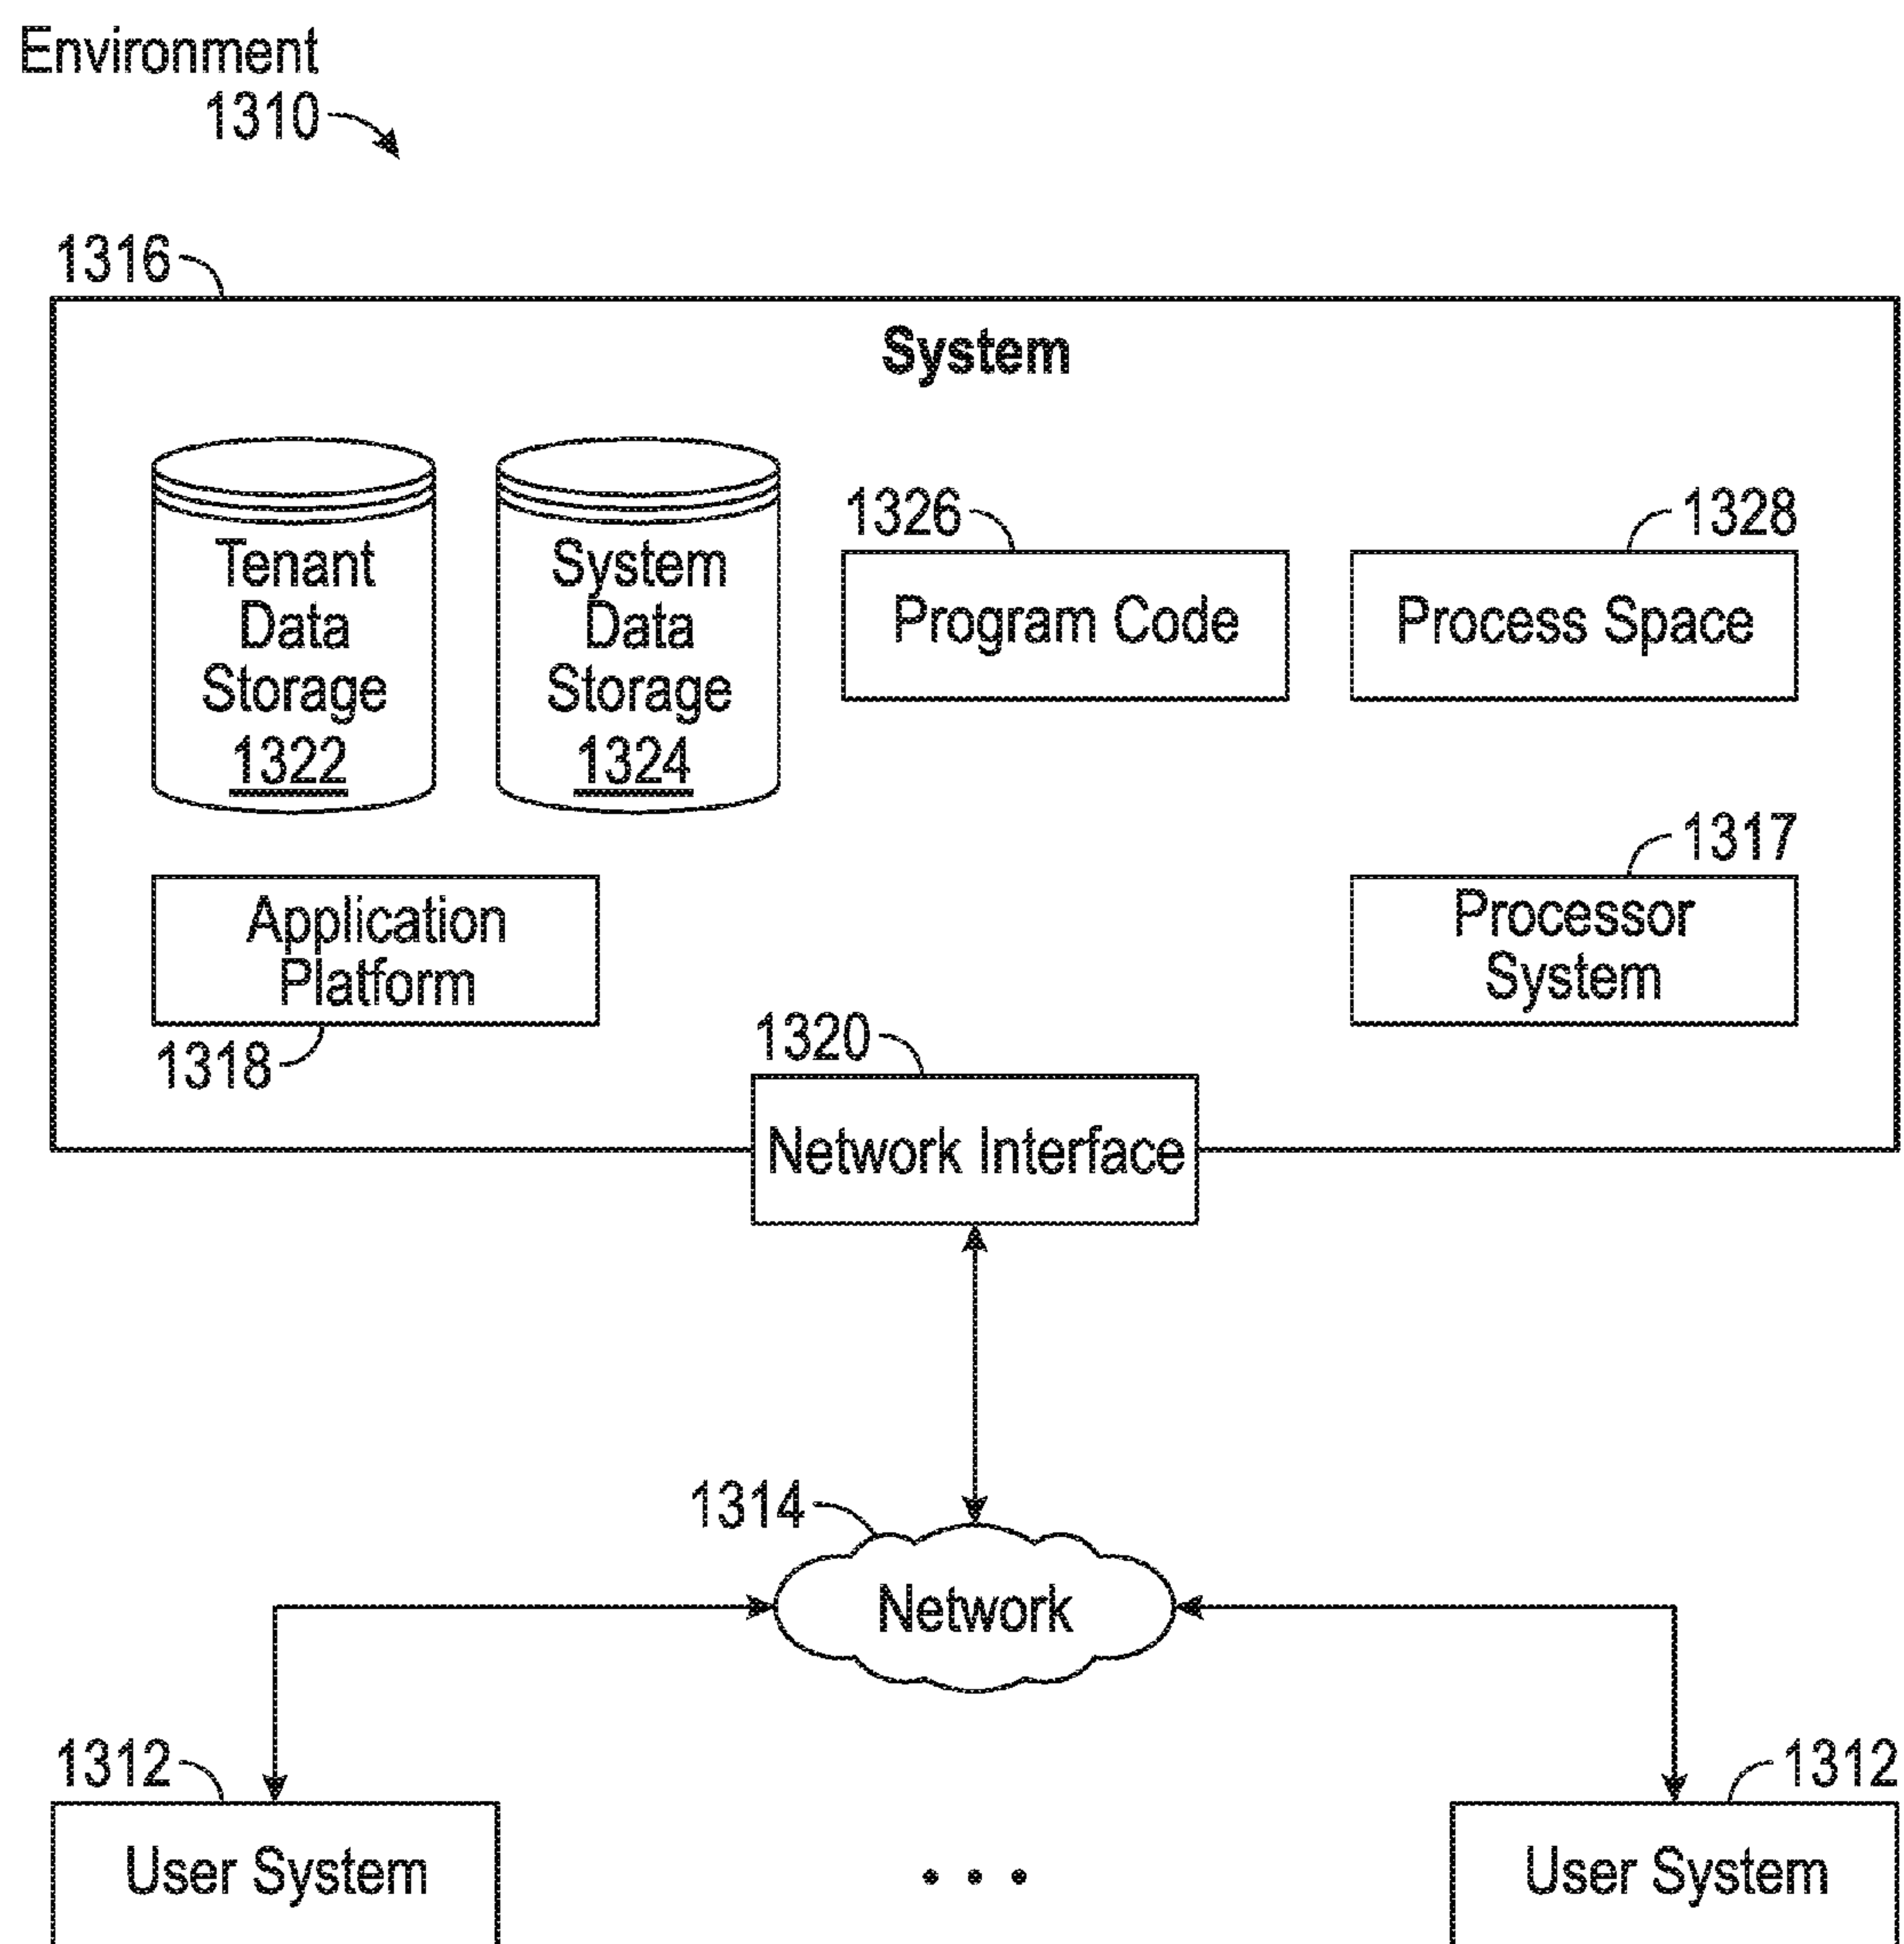 Environment
1310
1316
System
Tenant
Data
Storage
1322
System
Data
Storage
1324
1326
Program Code
1328
Process Space
Application
Platform
1318
1317
Processor
System
1320
Network Interface
1314
Network
1312
User System
. . .
1312
User System